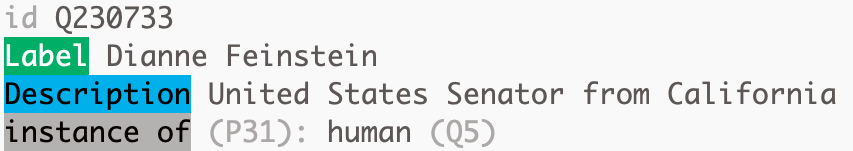 id Q230733
Label Dianne Feinstein
Description United States Senator from California
instance of (P31): human (Q5)